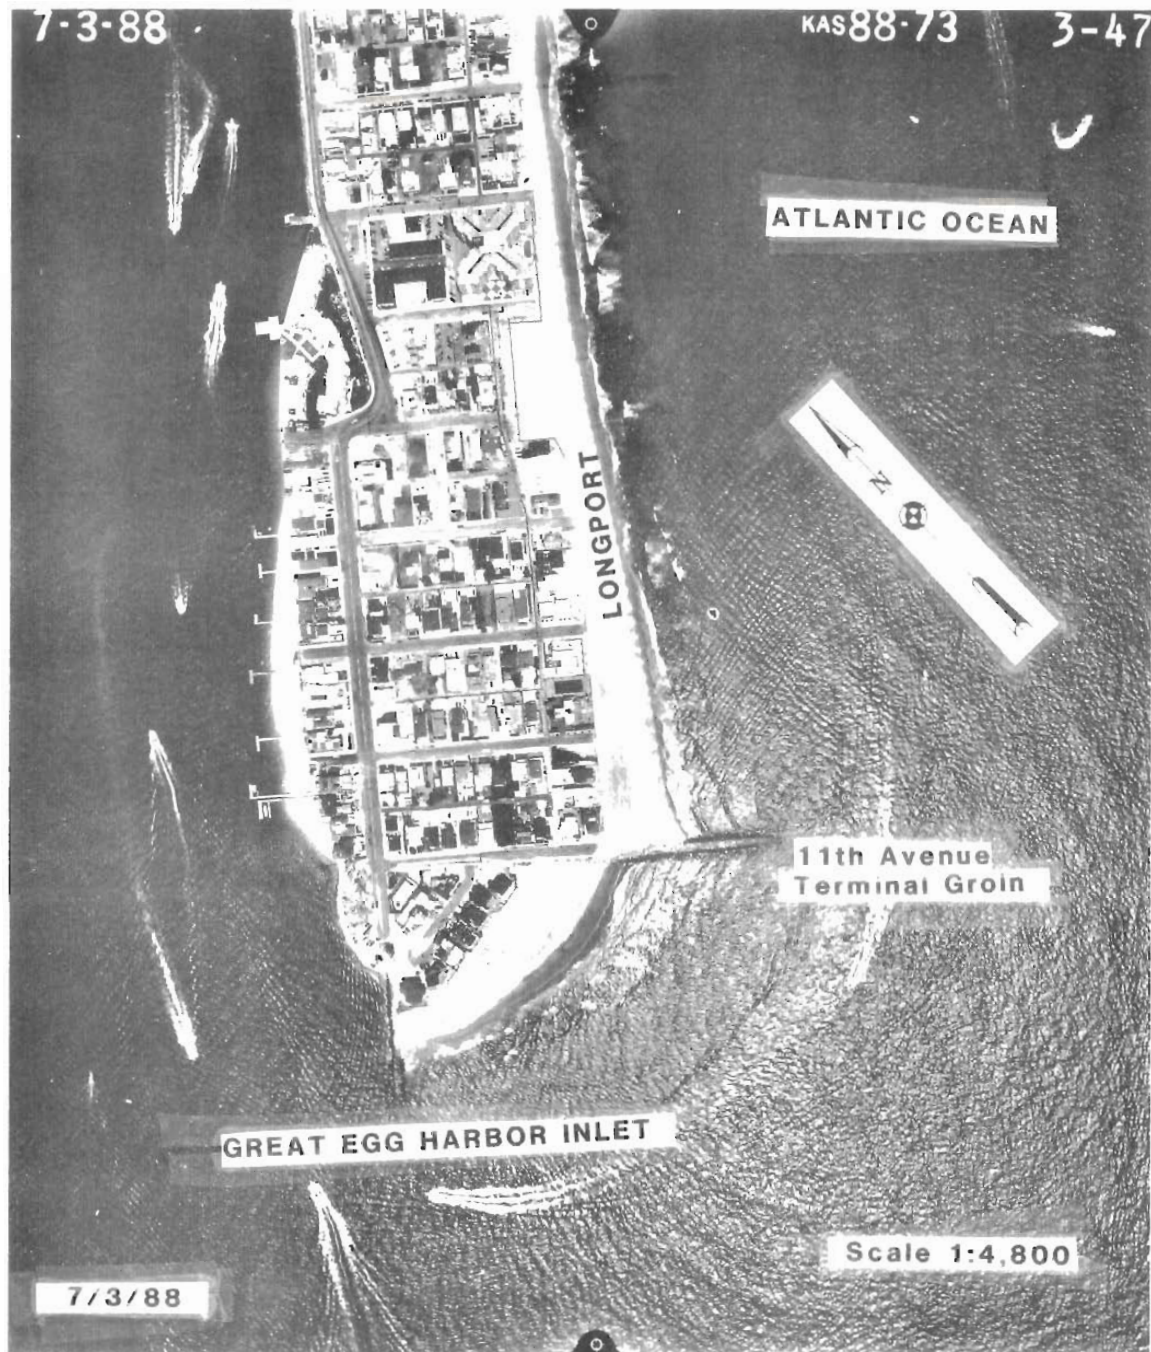 7-3-88
KAS88-73 3-47
ATLANTIC OCEAN
N
LONGPORT
11th Avenue
Terminal Groin
GREAT EGG HARBOR INLET
Scale 1:4,800
7/3/88